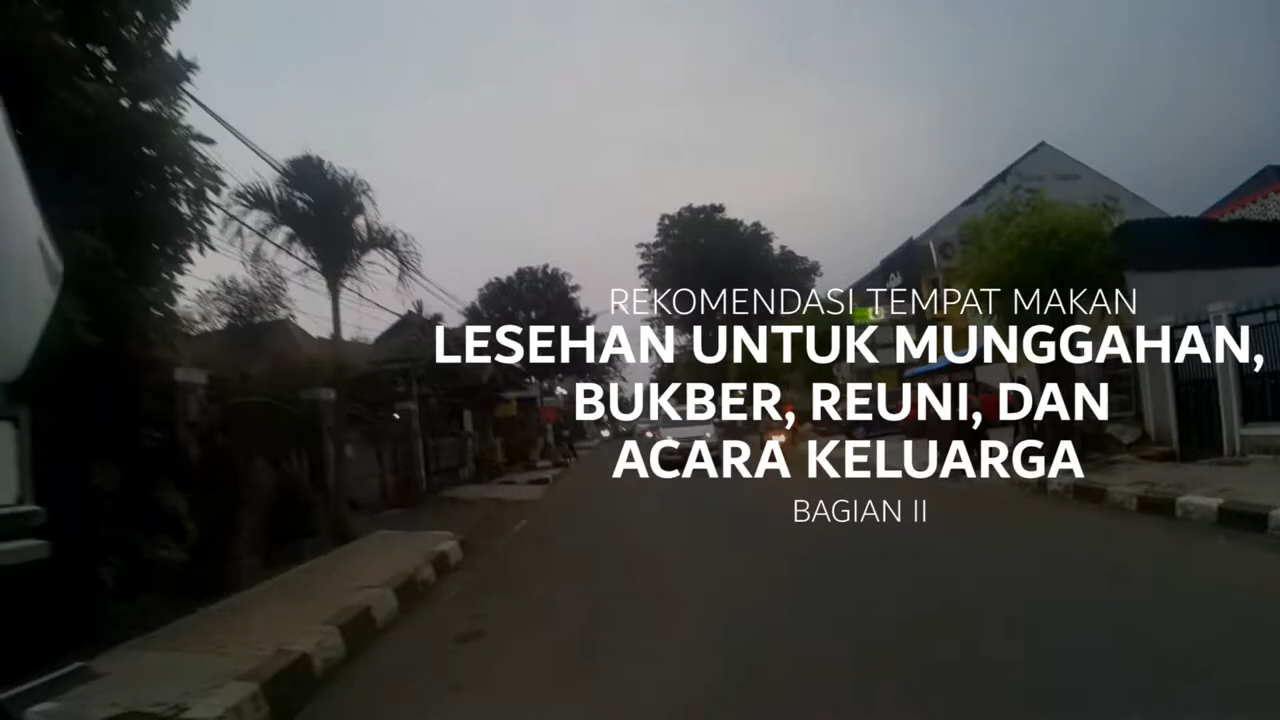 REKOMENDASI TEMPAT MAKAN
LESEHAN UNTUK MUNGGAHAN,
BUKBER, REUNI, DAN
ACARA KELUARGA
BAGIAN II